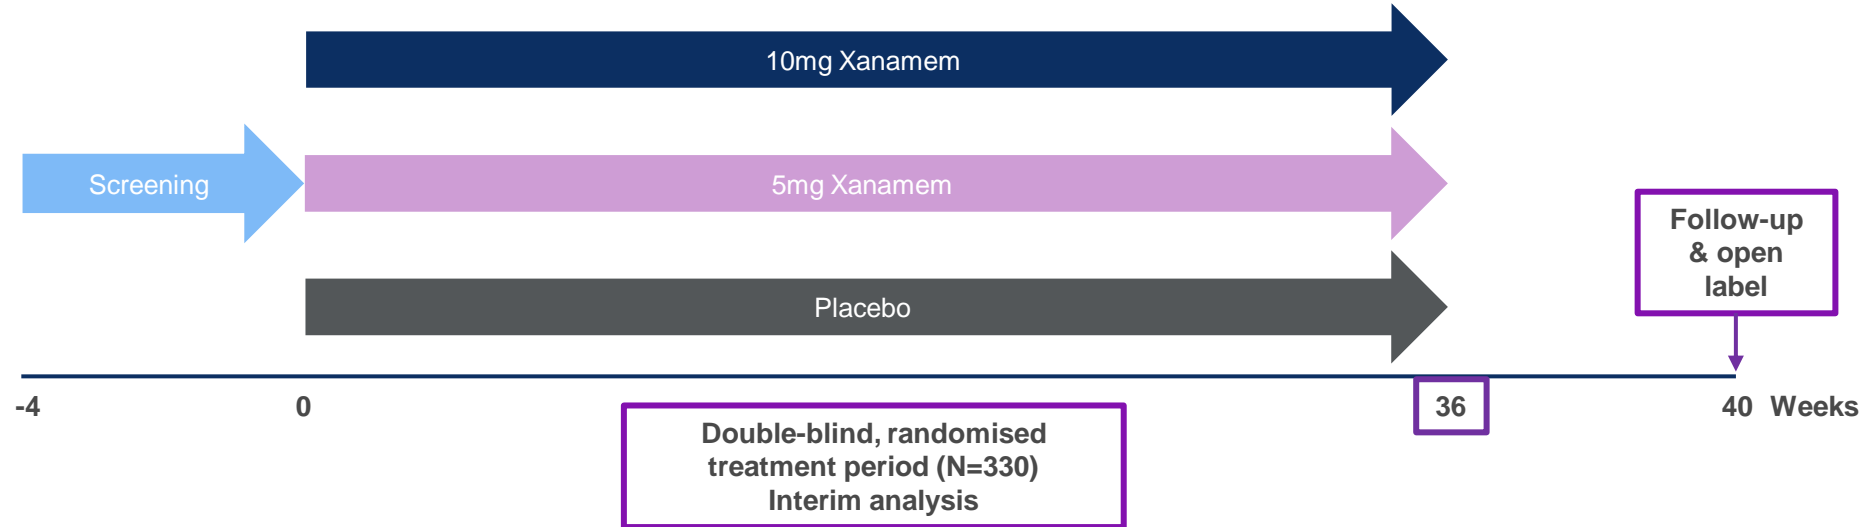 10mg Xanamem
Screening
5mg Xanamem
Placebo
Follow-up
& open
label
-4
0
36
40 Weeks
Double-blind, randomised
treatment period (N=330)
Interim analysis